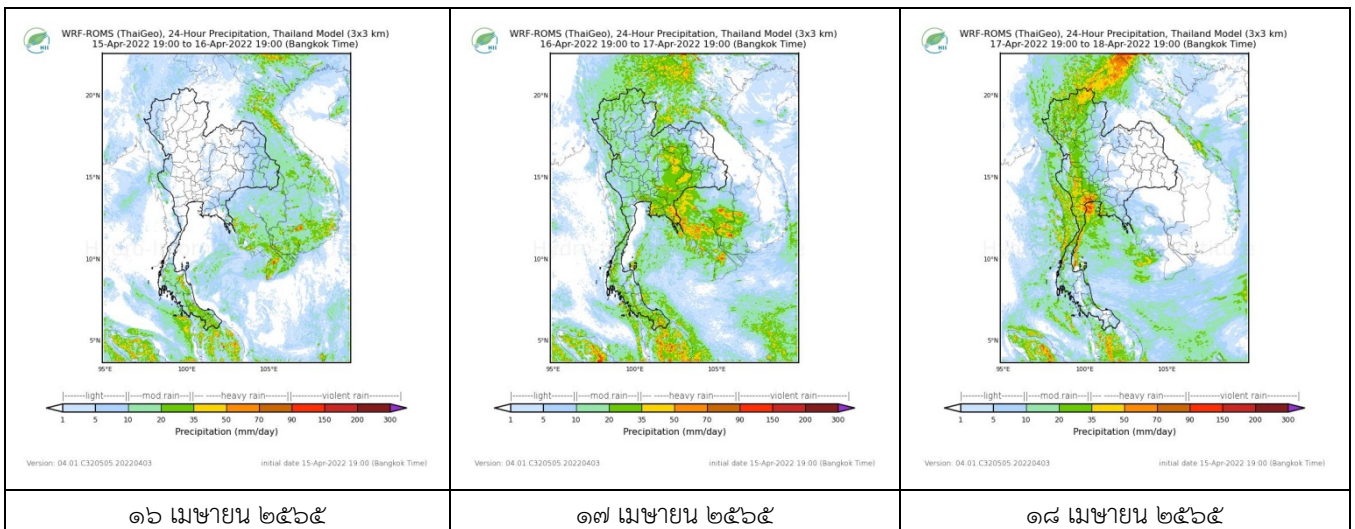 WRF-ROMS (ThaiGeo), 24-Hour Precipitation, Thailand Model (3x3 km)
15-Apr-2022 19:00 to 16-Apr-2022 19:00 (Bangkok Time)
HII
20°N
15°N
10°N
5°N
95°E 100°E 105°E
|------light------||----mod rain----||--- ---heavy rain------||------violent rain------|
1 5 10 20 35 50 70 90 150 200 300
Precipitation (mm/day)
Version: 04.01.C320505.20220403 initial date 15-Apr-2022 19:00 (Bangkok Time)
๑๖ เมษายน ๒๕๖๕
WRF-ROMS (ThaiGeo), 24-Hour Precipitation, Thailand Model (3x3 km)
16-Apr-2022 19:00 to 17-Apr-2022 19:00 (Bangkok Time)
HII
20°N
15°N
10°N
5°N
95°E 100°E 105°E
|------light------||----mod rain----||--- ---heavy rain------||------violent rain------|
1 5 10 20 35 50 70 90 150 200 300
Precipitation (mm/day)
Version: 04.01.C320505.20220403 initial date 15-Apr-2022 19:00 (Bangkok Time)
๑๗ เมษายน ๒๕๖๕
WRF-ROMS (ThaiGeo), 24-Hour Precipitation, Thailand Model (3x3 km)
17-Apr-2022 19:00 to 18-Apr-2022 19:00 (Bangkok Time)
HII
20°N
15°N
10°N
5°N
95°E 100°E 105°E
|------light------||----mod rain----||--- ---heavy rain------||------violent rain------|
1 5 10 20 35 50 70 90 150 200 300
Precipitation (mm/day)
Version: 04.01.C320505.20220403 initial date 15-Apr-2022 19:00 (Bangkok Time)
๑๘ เมษายน ๒๕๖๕